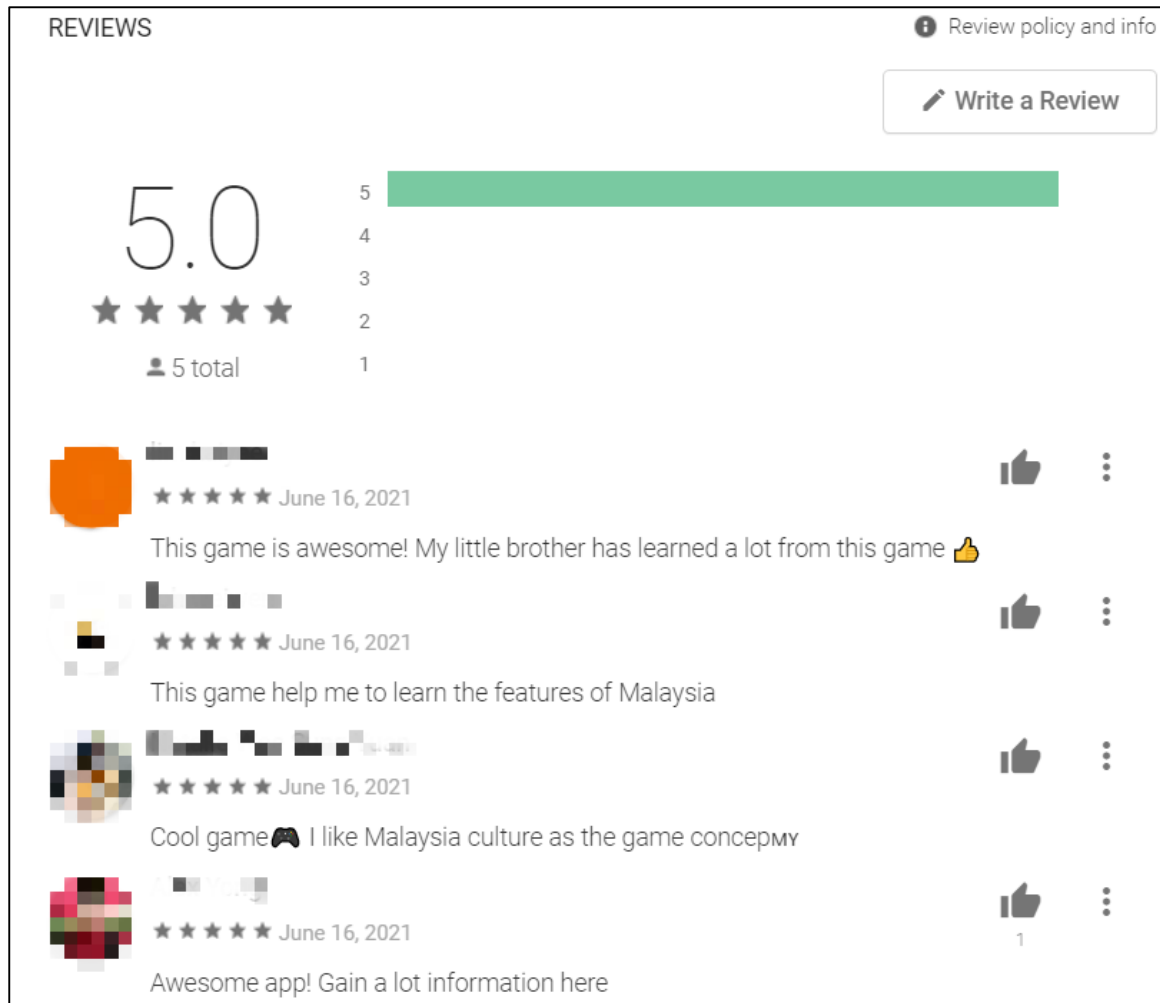 REVIEWS
Review policy and info
Write a Review
5.0
5 total
5
4
3
2
1
June 16, 2021
This game is awesome! My little brother has learned a lot from this game 👍
June 16, 2021
This game help me to learn the features of Malaysia
June 16, 2021
Cool game🎮 I like Malaysia culture as the game concepᴍʏ
June 16, 2021
1
Awesome app! Gain a lot information here